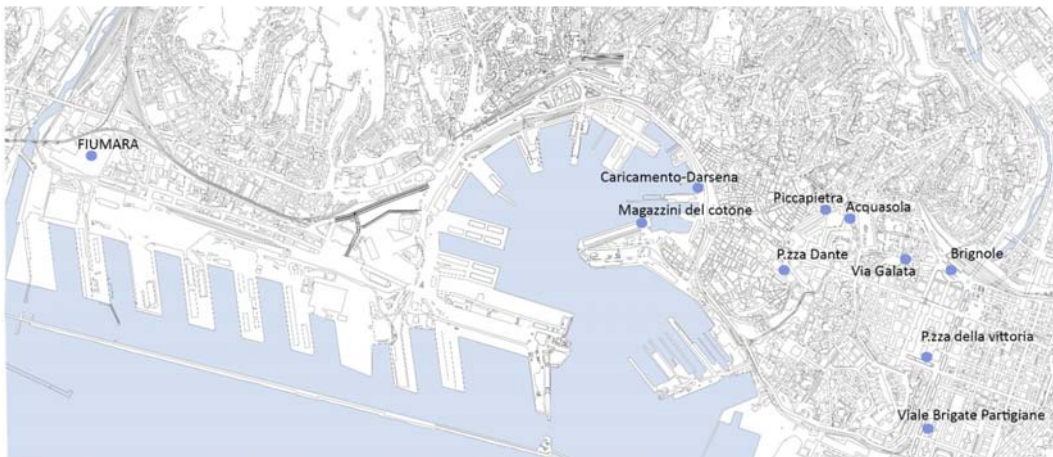 FIUMARA
Caricamento-Darsena
Magazzini del cotone
Piccapietra
Acquasola
P.zza Dante
Via Galata
Brignole
P.zza della vittoria
Viale Brigate Partigiane